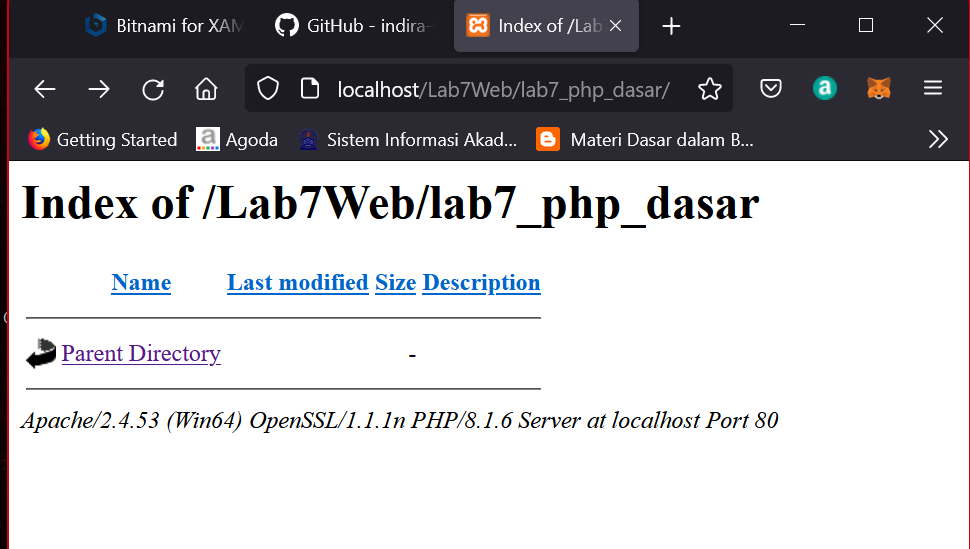 Bitnami for XAM
GitHub - indira-
Index of /Lab
localhost/Lab7Web/lab7_php_dasar/
a
Getting Started
a
Agoda
Sistem Informasi Akad...
Materi Dasar dalam B...
Index of /Lab7Web/lab7_php_dasar
Name Last modified Size Description
Parent Directory -
Apache/2.4.53 (Win64) OpenSSL/1.1.1n PHP/8.1.6 Server at localhost Port 80